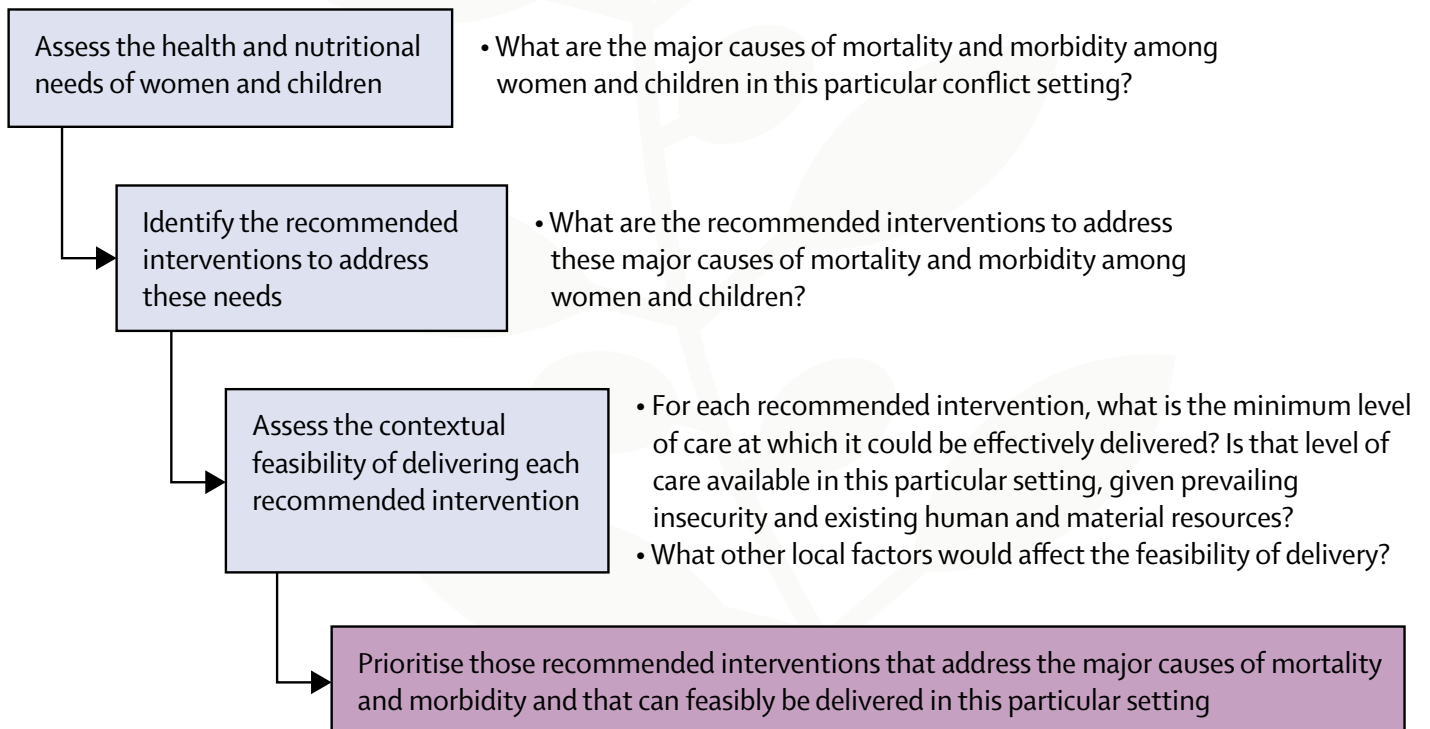 Assess the health and nutritional
needs of women and children
• What are the major causes of mortality and morbidity among
women and children in this particular conflict setting?
Identify the recommended
interventions to address
these needs
• What are the recommended interventions to address
these major causes of mortality and morbidity among
women and children?
Assess the contextual
feasibility of delivering each
recommended intervention
• For each recommended intervention, what is the minimum level
of care at which it could be effectively delivered? Is that level of
care available in this particular setting, given prevailing
insecurity and existing human and material resources?
• What other local factors would affect the feasibility of delivery?
Prioritise those recommended interventions that address the major causes of mortality
and morbidity and that can feasibly be delivered in this particular setting